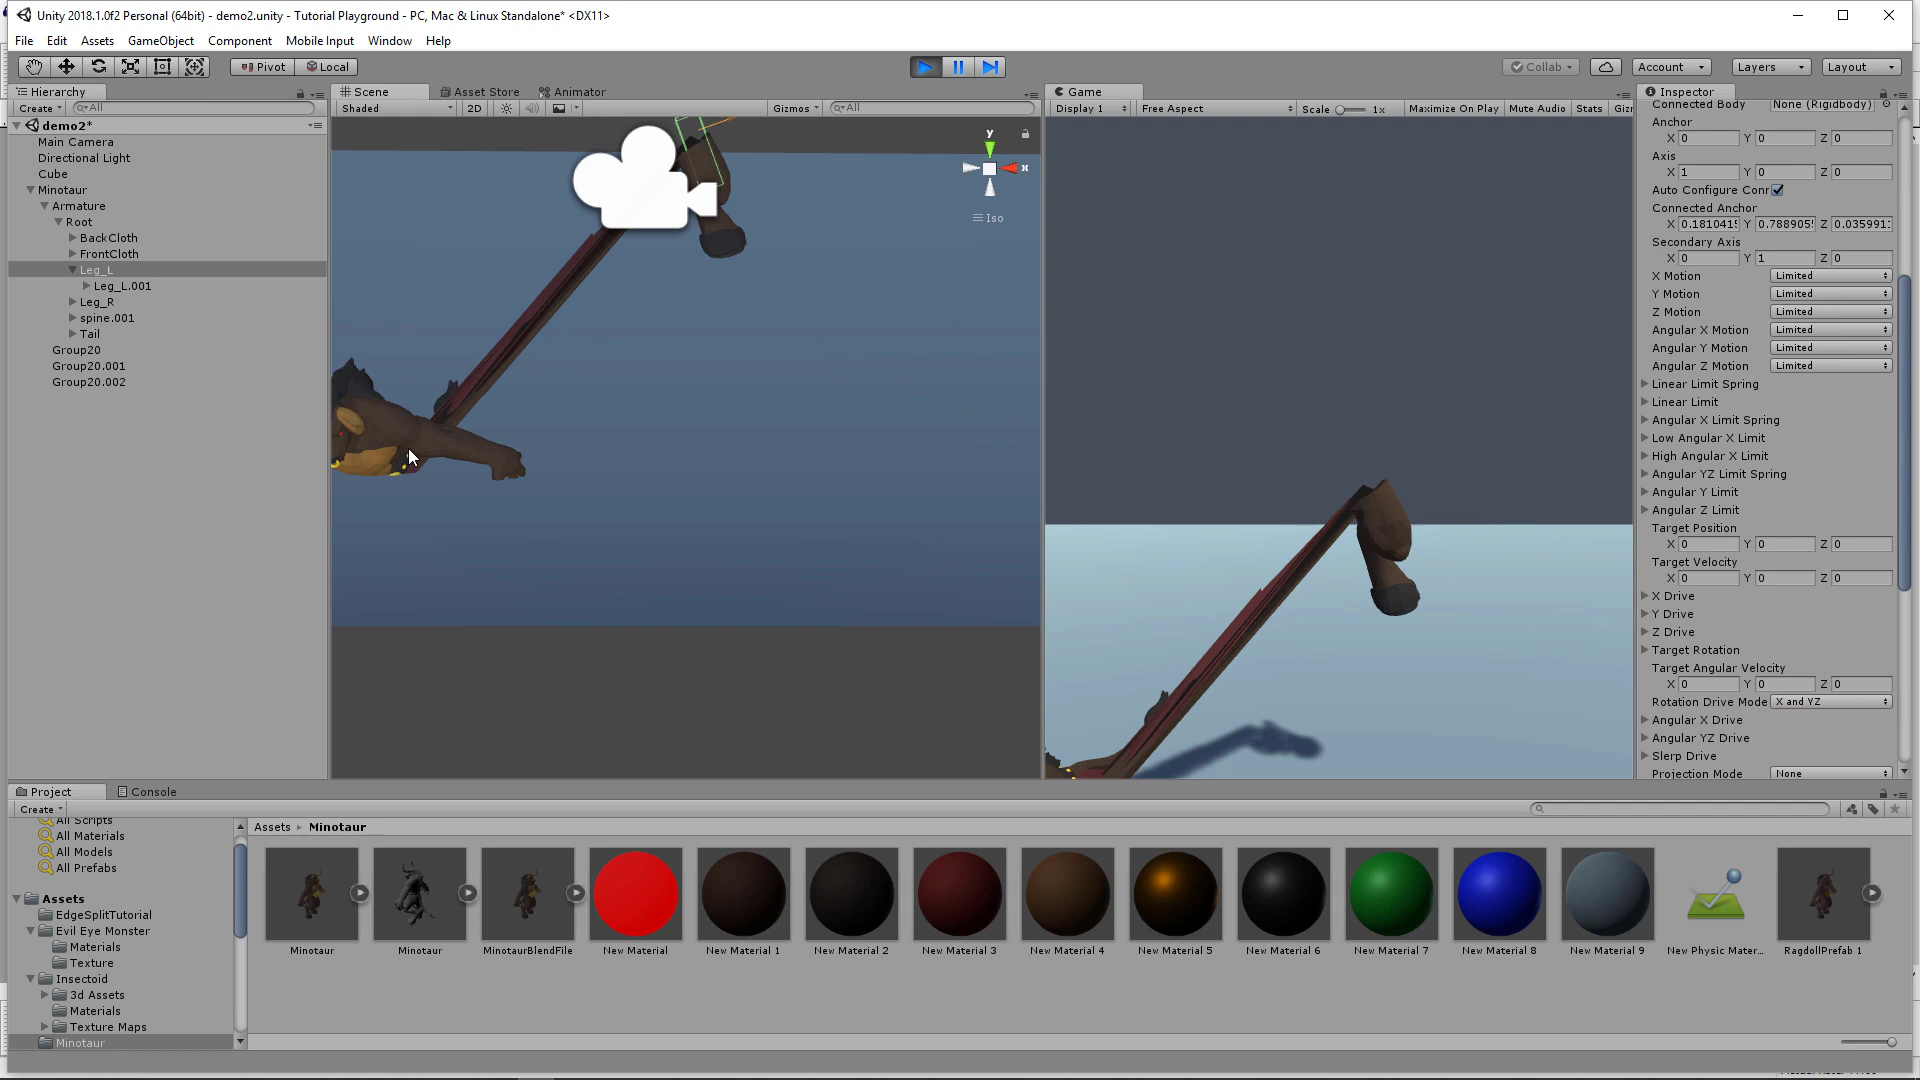 Unity 2018.1.0f2 Personal (64bit) - demo2.unity - Tutorial Playground - PC, Mac & Linux Standalone* <DX11>
File Edit Assets GameObject Component Mobile Input Window Help
Pivot Local Collab Account Layers Layout
Hierarchy
Create All
demo2*
Main Camera
Directional Light
Cube
Minotaur
Armature
Root
BackCloth
FrontCloth
Leg_L
Leg_L.001
Leg_R
spine.001
Tail
Group20
Group20.001
Group20.002
Scene Asset Store Animator
Shaded 2D Gizmos All
y
x
Iso
Game
Display 1 Free Aspect Scale 1x Maximize On Play Mute Audio Stats Giz
Inspector
Connected Body None (Rigidbody)
Anchor
X 0 Y 0 Z 0
Axis
X 1 Y 0 Z 0
Auto Configure Conr
Connected Anchor
X 0.181041 Y 0.788905 Z 0.035991
Secondary Axis
X 0 Y 1 Z 0
X Motion Limited
Y Motion Limited
Z Motion Limited
Angular X Motion Limited
Angular Y Motion Limited
Angular Z Motion Limited
Linear Limit Spring
Linear Limit
Angular X Limit Spring
Low Angular X Limit
High Angular X Limit
Angular YZ Limit Spring
Angular Y Limit
Angular Z Limit
Target Position
X 0 Y 0 Z 0
Target Velocity
X 0 Y 0 Z 0
X Drive
Y Drive
Z Drive
Target Rotation
Target Angular Velocity
X 0 Y 0 Z 0
Rotation Drive Mode X and YZ
Angular X Drive
Angular YZ Drive
Slerp Drive
Projection Mode None
Project Console
Create
All Scripts
All Materials
All Models
All Prefabs
Assets
EdgeSplitTutorial
Evil Eye Monster
Materials
Texture
Insectoid
3d Assets
Materials
Texture Maps
Minotaur
Assets Minotaur
Minotaur Minotaur MinotaurBlendFile New Material New Material 1 New Material 2 New Material 3 New Material 4 New Material 5 New Material 6 New Material 7 New Material 8 New Material 9 New Physic Mater... RagdollPrefab 1